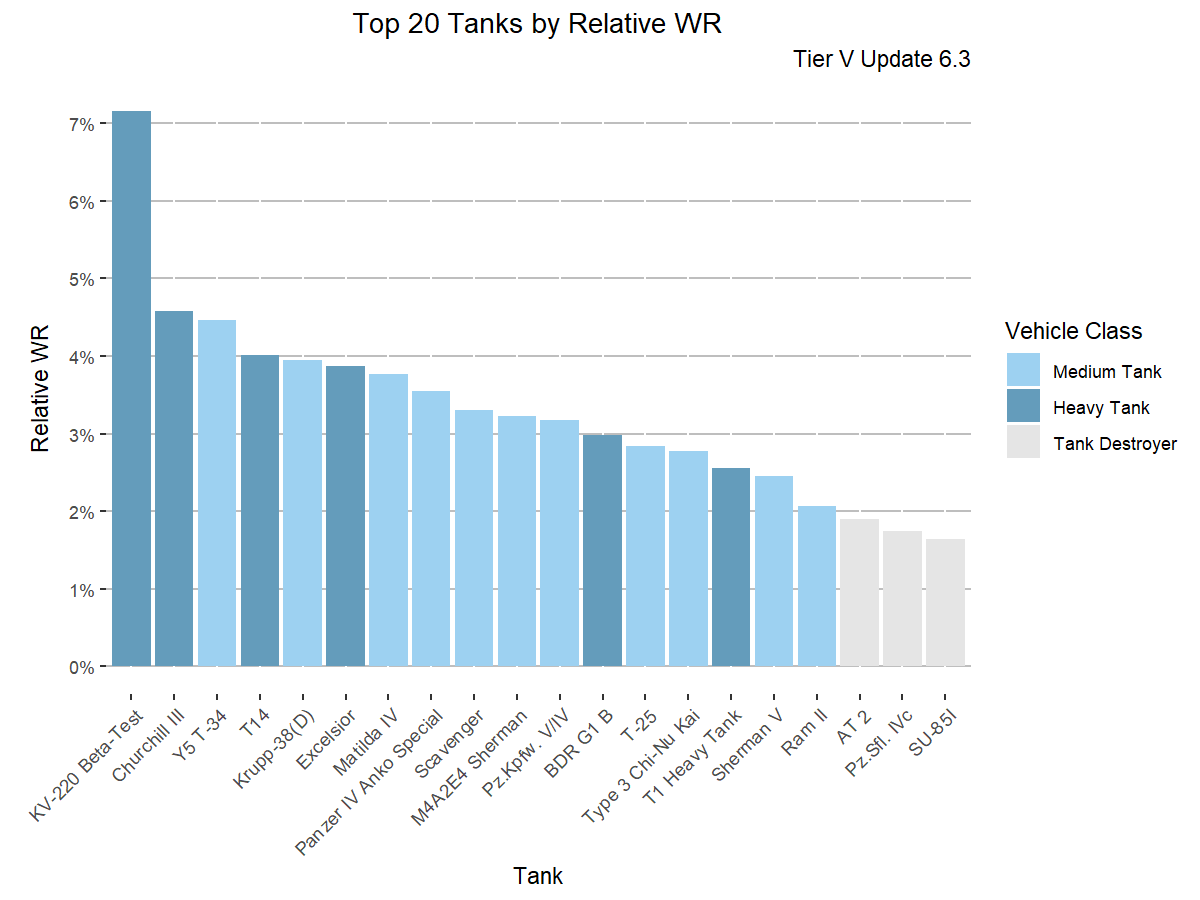 Top 20 Tanks by Relative WR
Tier V Update 6.3
Relative WR
7%
6%
5%
4%
3%
2%
1%
0%
KV-220 Beta-Test
Churchill III
Y5 T-34
T14
Krupp-38(D)
Excelsior
Matilda IV
Panzer IV Anko Special
Scavenger
M4A2E4 Sherman
Pz.Kpfw. V/IV
BDR G1 B
T-25
Type 3 Chi-Nu Kai
T1 Heavy Tank
Sherman V
Ram II
AT 2
Pz.Sfl. IVc
SU-85I
Tank
Vehicle Class
Medium Tank
Heavy Tank
Tank Destroyer